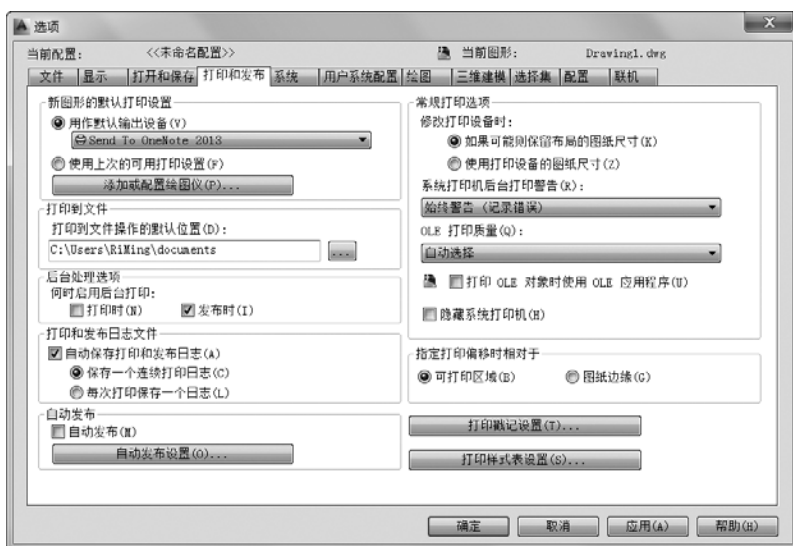 选项
当前配置: <<未命名配置>> 当前图形: Drawing1.dwg
文件 显示 打开和保存 打印和发布 系统 用户系统配置 绘图 三维建模 选择集 配置 联机
新图形的默认打印设置
用作默认输出设备(V)
Send To OneNote 2013
使用上次的可用打印设置(F)
添加或配置绘图仪(P)...
打印到文件
打印到文件操作的默认位置(D):
C:\Users\RiMing\documents
...
后台处理选项
何时启用后台打印:
打印时(N) 发布时(I)
打印和发布日志文件
自动保存打印和发布日志(A)
保存一个连续打印日志(C)
每次打印保存一个日志(L)
自动发布
自动发布(M)
自动发布设置(O)...
常规打印选项
修改打印设备时:
如果可能则保留布局的图纸尺寸(K)
使用打印设备的图纸尺寸(Z)
系统打印机后台打印警告(R):
始终警告 (记录错误)
OLE 打印质量(Q):
自动选择
打印 OLE 对象时使用 OLE 应用程序(U)
隐藏系统打印机(H)
指定打印偏移时相对于
可打印区域(B) 图纸边缘(G)
打印戳记设置(T)...
打印样式表设置(S)...
确定 取消 应用(A) 帮助(H)